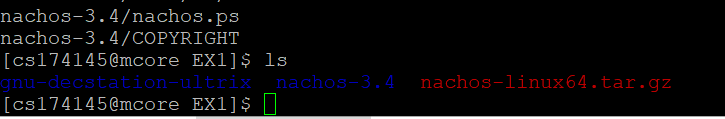 nachos-3.4/nachos.ps
nachos-3.4/COPYRIGHT
[cs174145@mcore EX1]$ ls
gnu-decstation-ultrix  nachos-3.4  nachos-linux64.tar.gz
[cs174145@mcore EX1]$